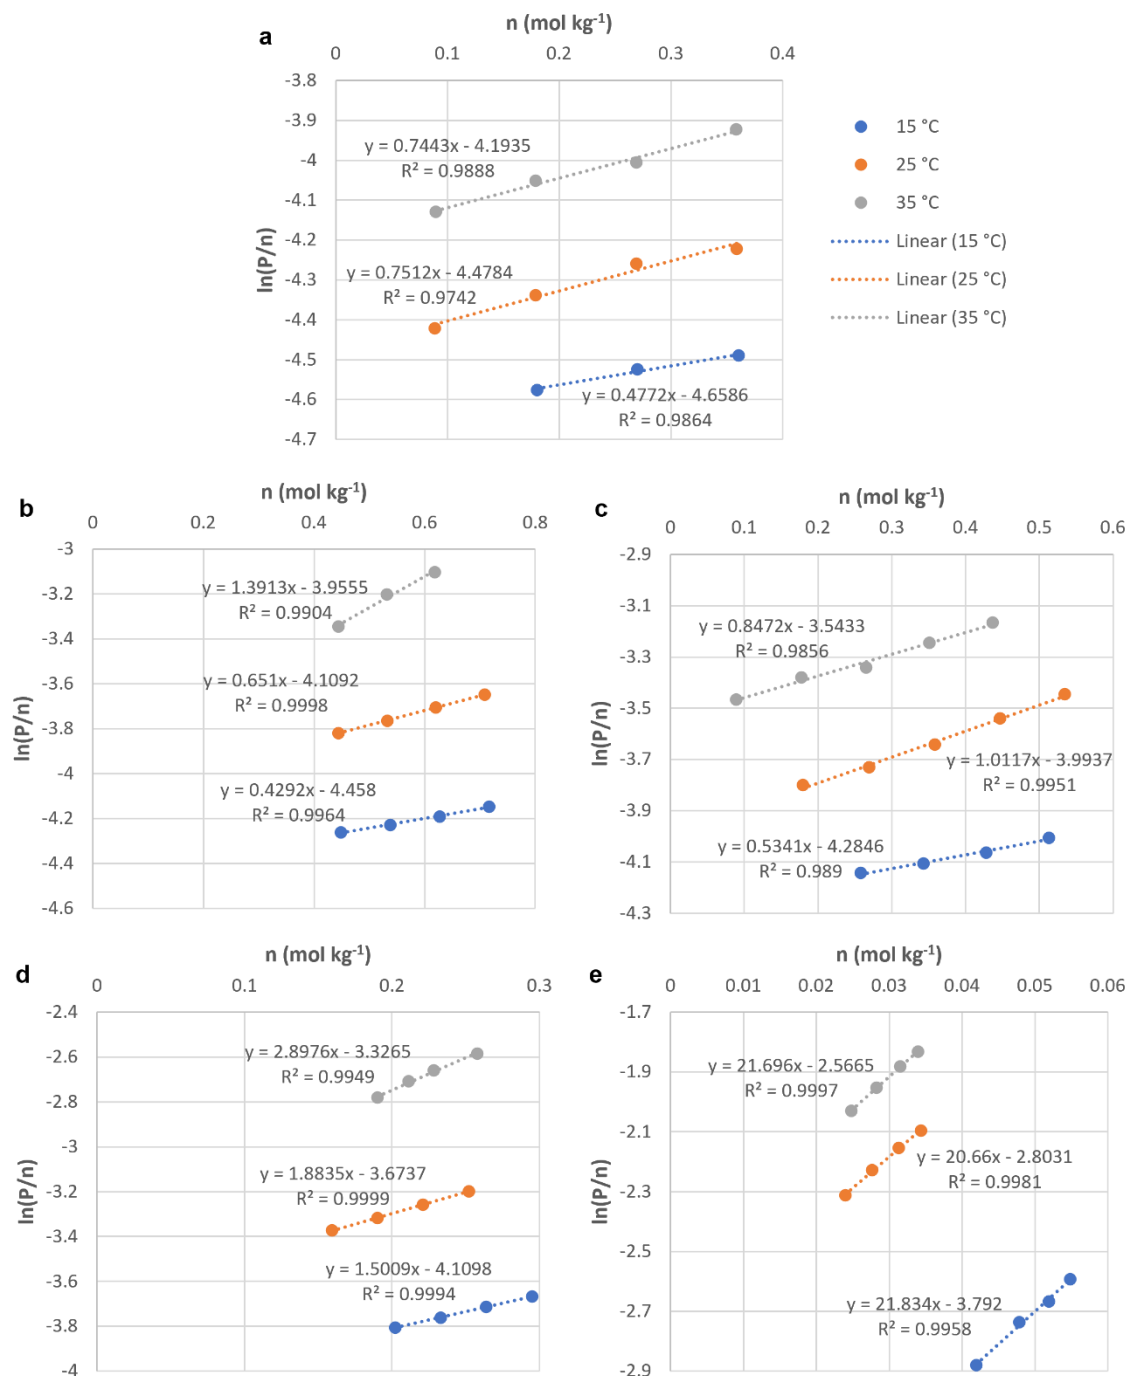 a
n (mol kg⁻¹)
0 0.1 0.2 0.3 0.4
ln(P/n)
-3.8
-3.9
-4
-4.1
-4.2
-4.3
-4.4
-4.5
-4.6
-4.7
y = 0.7443x - 4.1935
R² = 0.9888
y = 0.7512x - 4.4784
R² = 0.9742
y = 0.4772x - 4.6586
R² = 0.9864
15 °C
25 °C
35 °C
Linear (15 °C)
Linear (25 °C)
Linear (35 °C)
b
n (mol kg⁻¹)
0 0.2 0.4 0.6 0.8
ln(P/n)
-3
-3.2
-3.4
-3.6
-3.8
-4
-4.2
-4.4
-4.6
y = 1.3913x - 3.9555
R² = 0.9904
y = 0.651x - 4.1092
R² = 0.9998
y = 0.4292x - 4.458
R² = 0.9964
c
n (mol kg⁻¹)
0 0.1 0.2 0.3 0.4 0.5 0.6
ln(P/n)
-2.9
-3.1
-3.3
-3.5
-3.7
-3.9
-4.1
-4.3
y = 0.8472x - 3.5433
R² = 0.9856
y = 1.0117x - 3.9937
R² = 0.9951
y = 0.5341x - 4.2846
R² = 0.989
d
n (mol kg⁻¹)
0 0.1 0.2 0.3
ln(P/n)
-2.4
-2.6
-2.8
-3
-3.2
-3.4
-3.6
-3.8
-4
y = 2.8976x - 3.3265
R² = 0.9949
y = 1.8835x - 3.6737
R² = 0.9999
y = 1.5009x - 4.1098
R² = 0.9994
e
n (mol kg⁻¹)
0 0.01 0.02 0.03 0.04 0.05 0.06
ln(P/n)
-1.7
-1.9
-2.1
-2.3
-2.5
-2.7
-2.9
y = 21.696x - 2.5665
R² = 0.9997
y = 20.66x - 2.8031
R² = 0.9981
y = 21.834x - 3.792
R² = 0.9958